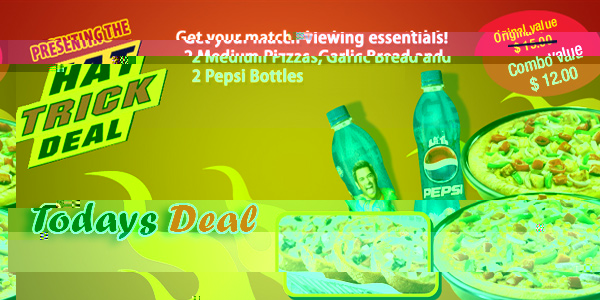 PRESENTING THE
HAT
TRICK
DEAL
Get your match viewing essentials!
2 Medium Pizzas, Garlic Bread and
2 Pepsi Bottles
Original value
$ 15.00
Combo value
$ 12.00
PEPSI
Todays Deal